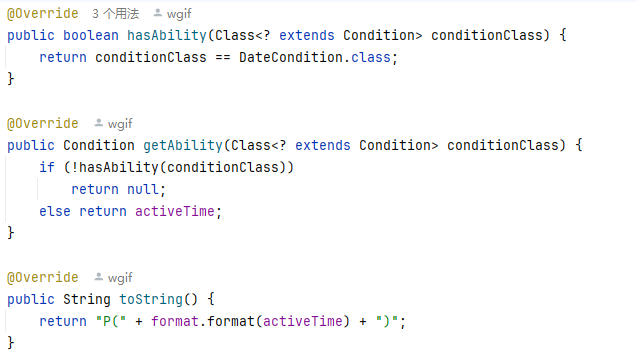 @Override 3 个用法 wgif
public boolean hasAbility(Class<? extends Condition> conditionClass) {
    return conditionClass == DateCondition.class;
}
@Override wgif
public Condition getAbility(Class<? extends Condition> conditionClass) {
    if (!hasAbility(conditionClass))
        return null;
    else return activeTime;
}
@Override wgif
public String toString() {
    return "P(" + format.format(activeTime) + ")";
}